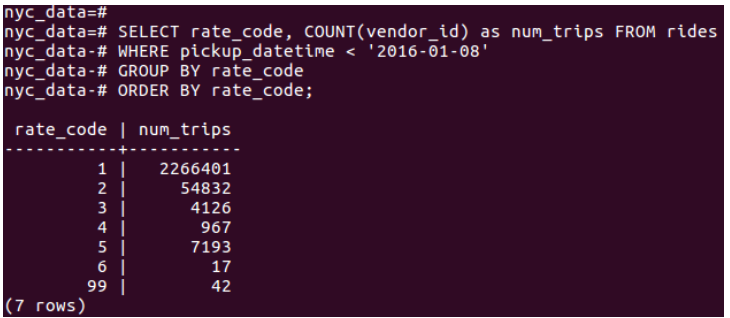 nyc_data=#
nyc_data=# SELECT rate_code, COUNT(vendor_id) as num_trips FROM rides
nyc_data-# WHERE pickup_datetime < '2016-01-08'
nyc_data-# GROUP BY rate_code
nyc_data-# ORDER BY rate_code;
 rate_code | num_trips
-----------+-----------
         1 |   2266401
         2 |     54832
         3 |      4126
         4 |       967
         5 |      7193
         6 |        17
        99 |        42
(7 rows)